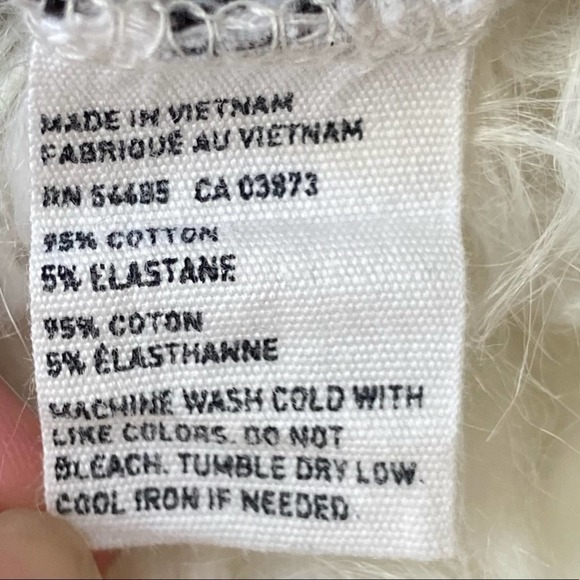 MADE IN VIETNAM
FABRIQUÉ AU VIETNAM
RN 54485 CA 03973
95% COTTON
5% ELASTANE
95% COTON
5% ÉLASTHANNE
MACHINE WASH COLD WITH
LIKE COLORS. DO NOT
BLEACH. TUMBLE DRY LOW.
COOL IRON IF NEEDED.